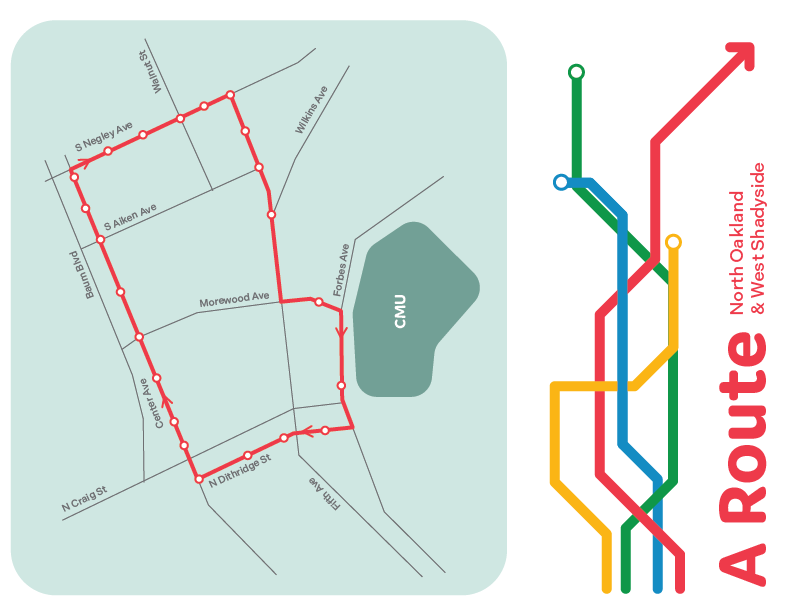 Walnut St
S Negley Ave
Wilkins Ave
S Aiken Ave
Baum Blvd
Forbes Ave
Morewood Ave
CMU
Center Ave
N Dithridge St
N Craig St
Fifth Ave
A Route
North Oakland
& West Shadyside